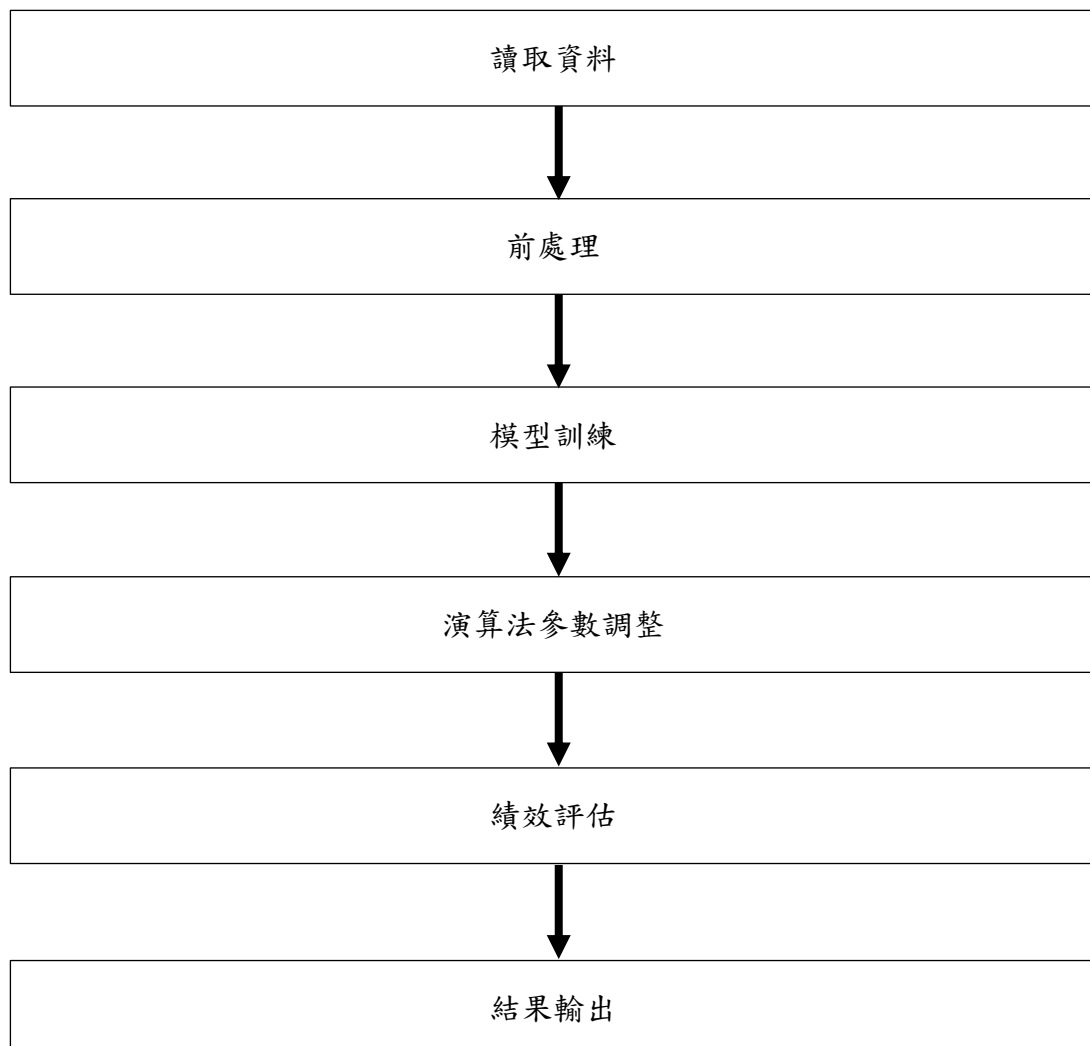 讀取資料
前處理
模型訓練
演算法參數調整
績效評估
結果輸出